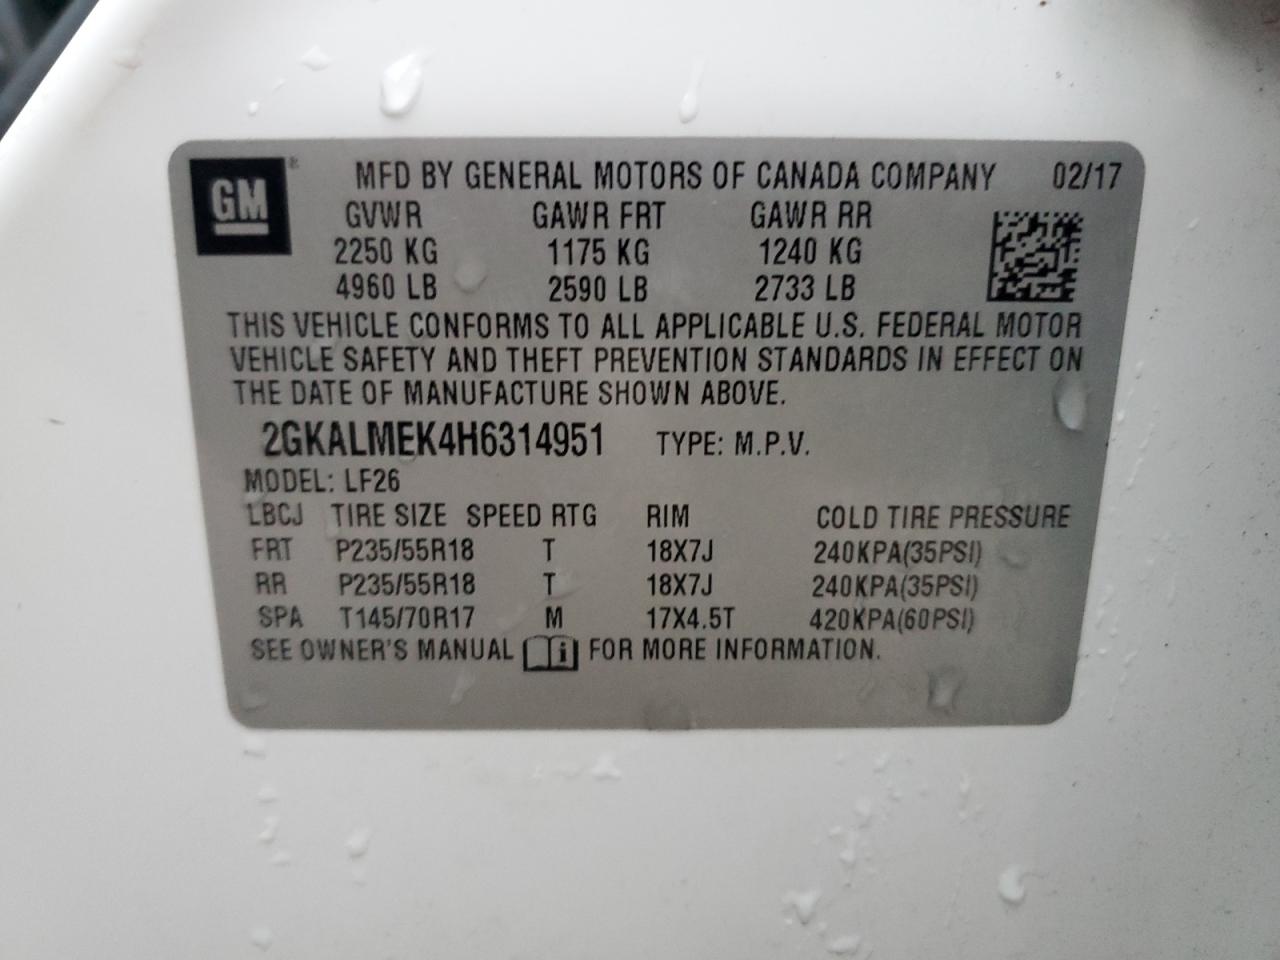 GM ®
MFD BY GENERAL MOTORS OF CANADA COMPANY 02/17
GVWR GAWR FRT GAWR RR
2250 KG 1175 KG 1240 KG
4960 LB 2590 LB 2733 LB
THIS VEHICLE CONFORMS TO ALL APPLICABLE U.S. FEDERAL MOTOR
VEHICLE SAFETY AND THEFT PREVENTION STANDARDS IN EFFECT ON
THE DATE OF MANUFACTURE SHOWN ABOVE.
2GKALMEK4H6314951 TYPE: M.P.V.
MODEL: LF26
LBCJ TIRE SIZE SPEED RTG RIM COLD TIRE PRESSURE
FRT P235/55R18 T 18X7J 240KPA(35PSI)
RR P235/55R18 T 18X7J 240KPA(35PSI)
SPA T145/70R17 M 17X4.5T 420KPA(60PSI)
SEE OWNER'S MANUAL i FOR MORE INFORMATION.